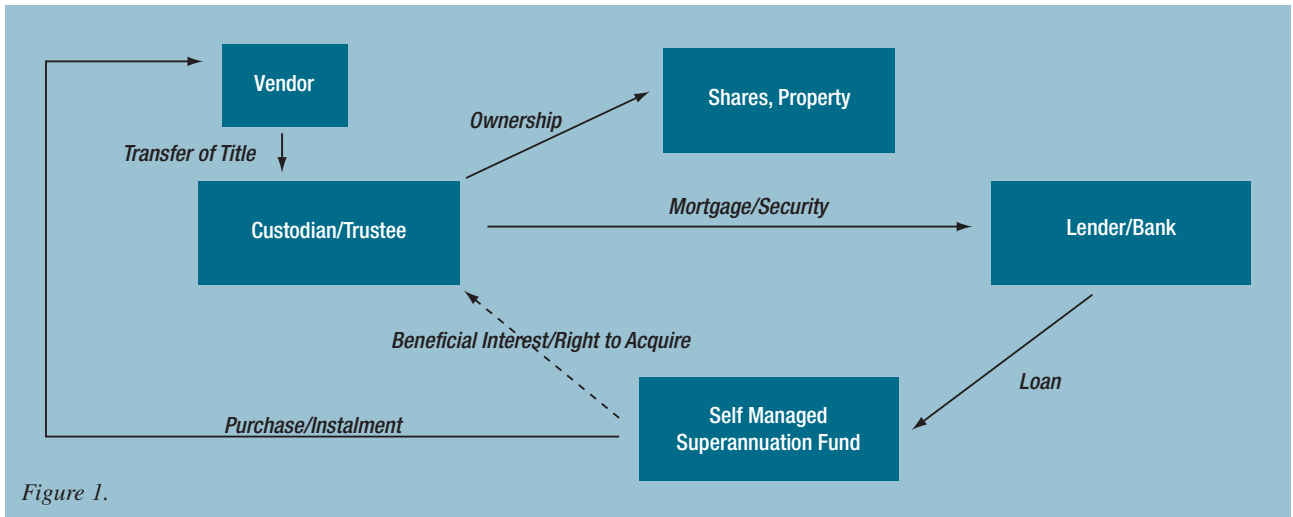 Vendor
Shares, Property
Ownership
Transfer of Title
Custodian/Trustee
Mortgage/Security
Lender/Bank
Beneficial Interest/Right to Acquire
Loan
Self Managed
Superannuation Fund
Purchase/Instalment
Figure 1.